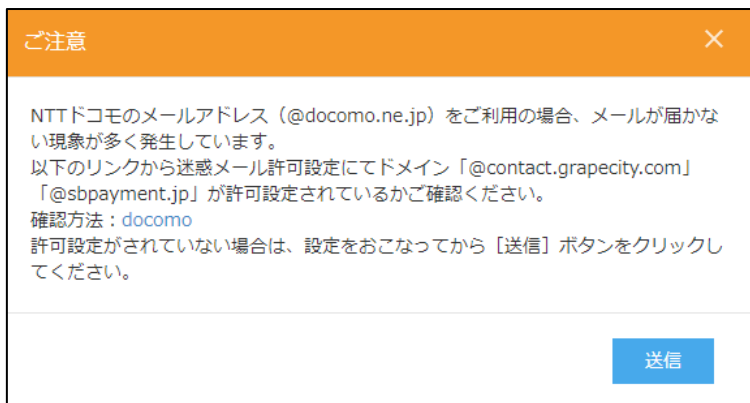 ご注意
NTTドコモのメールアドレス（@docomo.ne.jp）をご利用の場合、メールが届かな
い現象が多く発生しています。
以下のリンクから迷惑メール許可設定にてドメイン「@contact.grapecity.com」
「@sbpayment.jp」が許可設定されているかご確認ください。
確認方法：docomo
許可設定がされていない場合は、設定をおこなってから［送信］ボタンをクリックし
てください。
送信